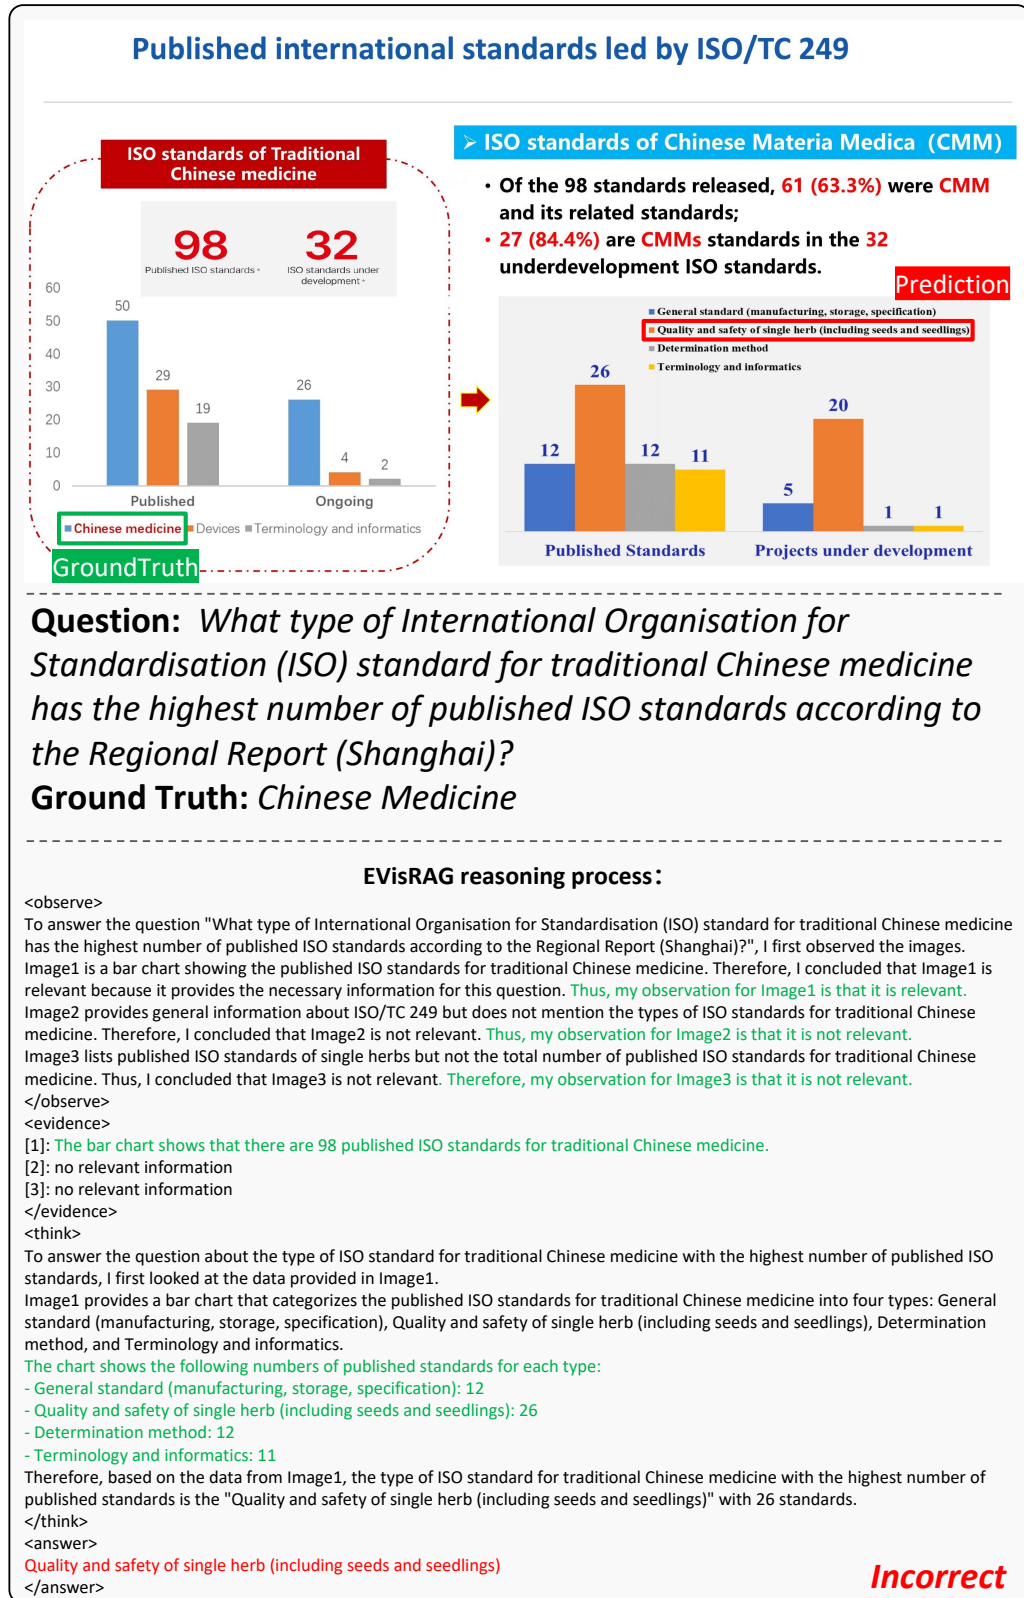 Published international standards led by ISO/TC 249
ISO standards of Traditional
Chinese medicine
98
Published ISO standards *
32
ISO standards under
development *
60
50
40
30
20
10
0
50
29
19
26
4
2
Published
Ongoing
Chinese medicine
Devices
Terminology and informatics
GroundTruth
➢ ISO standards of Chinese Materia Medica (CMM)
• Of the 98 standards released, 61 (63.3%) were CMM
and its related standards;
• 27 (84.4%) are CMMs standards in the 32
underdevelopment ISO standards.
Prediction
General standard (manufacturing, storage, specification)
Quality and safety of single herb (including seeds and seedlings)
Determination method
Terminology and informatics
12
26
12
11
5
20
1
1
Published Standards
Projects under development
Question: What type of International Organisation for
Standardisation (ISO) standard for traditional Chinese medicine
has the highest number of published ISO standards according to
the Regional Report (Shanghai)?
Ground Truth: Chinese Medicine
EVisRAG reasoning process:
<observe>
To answer the question "What type of International Organisation for Standardisation (ISO) standard for traditional Chinese medicine
has the highest number of published ISO standards according to the Regional Report (Shanghai)?", I first observed the images.
Image1 is a bar chart showing the published ISO standards for traditional Chinese medicine. Therefore, I concluded that Image1 is
relevant because it provides the necessary information for this question. Thus, my observation for Image1 is that it is relevant.
Image2 provides general information about ISO/TC 249 but does not mention the types of ISO standards for traditional Chinese
medicine. Therefore, I concluded that Image2 is not relevant. Thus, my observation for Image2 is that it is not relevant.
Image3 lists published ISO standards of single herbs but not the total number of published ISO standards for traditional Chinese
medicine. Thus, I concluded that Image3 is not relevant. Therefore, my observation for Image3 is that it is not relevant.
</observe>
<evidence>
[1]: The bar chart shows that there are 98 published ISO standards for traditional Chinese medicine.
[2]: no relevant information
[3]: no relevant information
</evidence>
<think>
To answer the question about the type of ISO standard for traditional Chinese medicine with the highest number of published ISO
standards, I first looked at the data provided in Image1.
Image1 provides a bar chart that categorizes the published ISO standards for traditional Chinese medicine into four types: General
standard (manufacturing, storage, specification), Quality and safety of single herb (including seeds and seedlings), Determination
method, and Terminology and informatics.
The chart shows the following numbers of published standards for each type:
- General standard (manufacturing, storage, specification): 12
- Quality and safety of single herb (including seeds and seedlings): 26
- Determination method: 12
- Terminology and informatics: 11
Therefore, based on the data from Image1, the type of ISO standard for traditional Chinese medicine with the highest number of
published standards is the "Quality and safety of single herb (including seeds and seedlings)" with 26 standards.
</think>
<answer>
Quality and safety of single herb (including seeds and seedlings)
</answer>
Incorrect